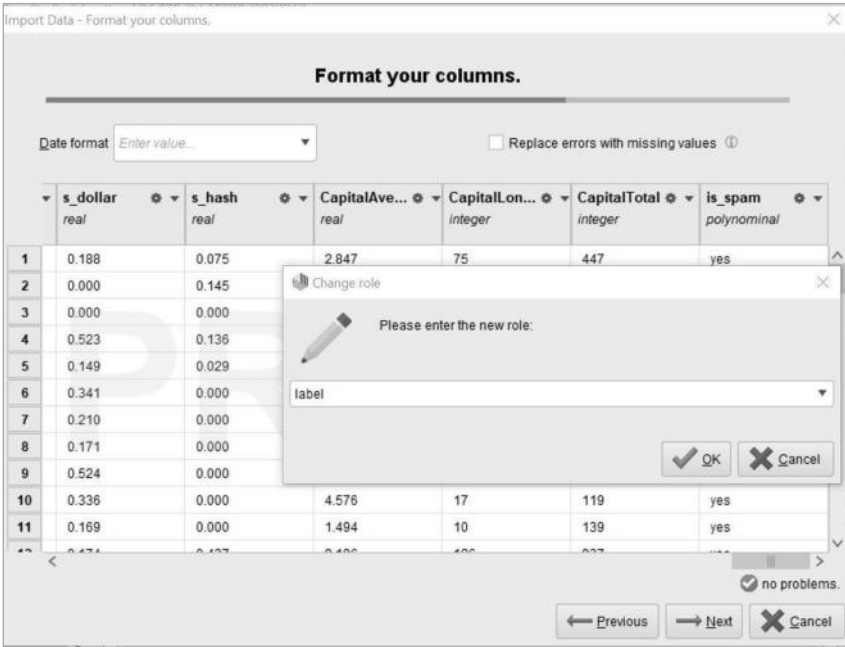 Import Data - Format your columns.
Format your columns.
Date format Enter value... Replace errors with missing values
s_dollar s_hash CapitalAve... CapitalLon... CapitalTotal is_spam
real real real integer integer polynominal
1 0.188 0.075 2.847 75 447 yes
2 0.000 0.145
Change role
3 0.000 0.000
Please enter the new role:
4 0.523 0.136
5 0.149 0.029
6 0.341 0.000
label
7 0.210 0.000
8 0.171 0.000
OK Cancel
9 0.524 0.000
10 0.336 0.000 4.576 17 119 yes
11 0.169 0.000 1.494 10 139 yes
no problems.
Previous Next Cancel